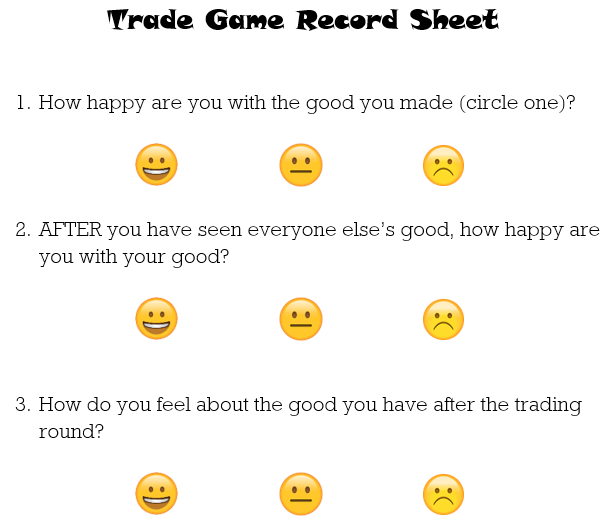 Trade Game Record Sheet
1. How happy are you with the good you made (circle one)?
2. AFTER you have seen everyone else's good, how happy are
you with your good?
3. How do you feel about the good you have after the trading
round?